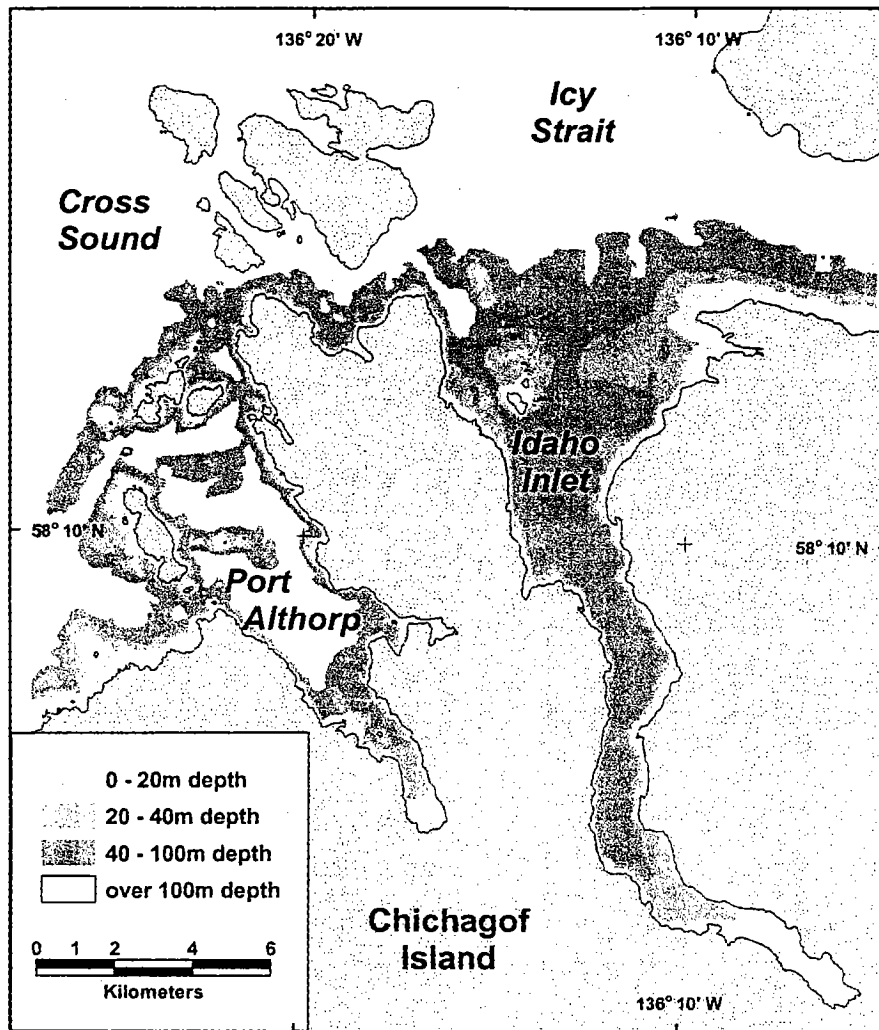 136° 20' W
136° 10' W
Icy
Strait
Cross
Sound
Idaho
Inlet
58° 10' N
58° 10' N
Port
Althorp
0 - 20m depth
20 - 40m depth
40 - 100m depth
over 100m depth
0 2 4 6
Kilometers
Chichagof
Island
136° 10' W